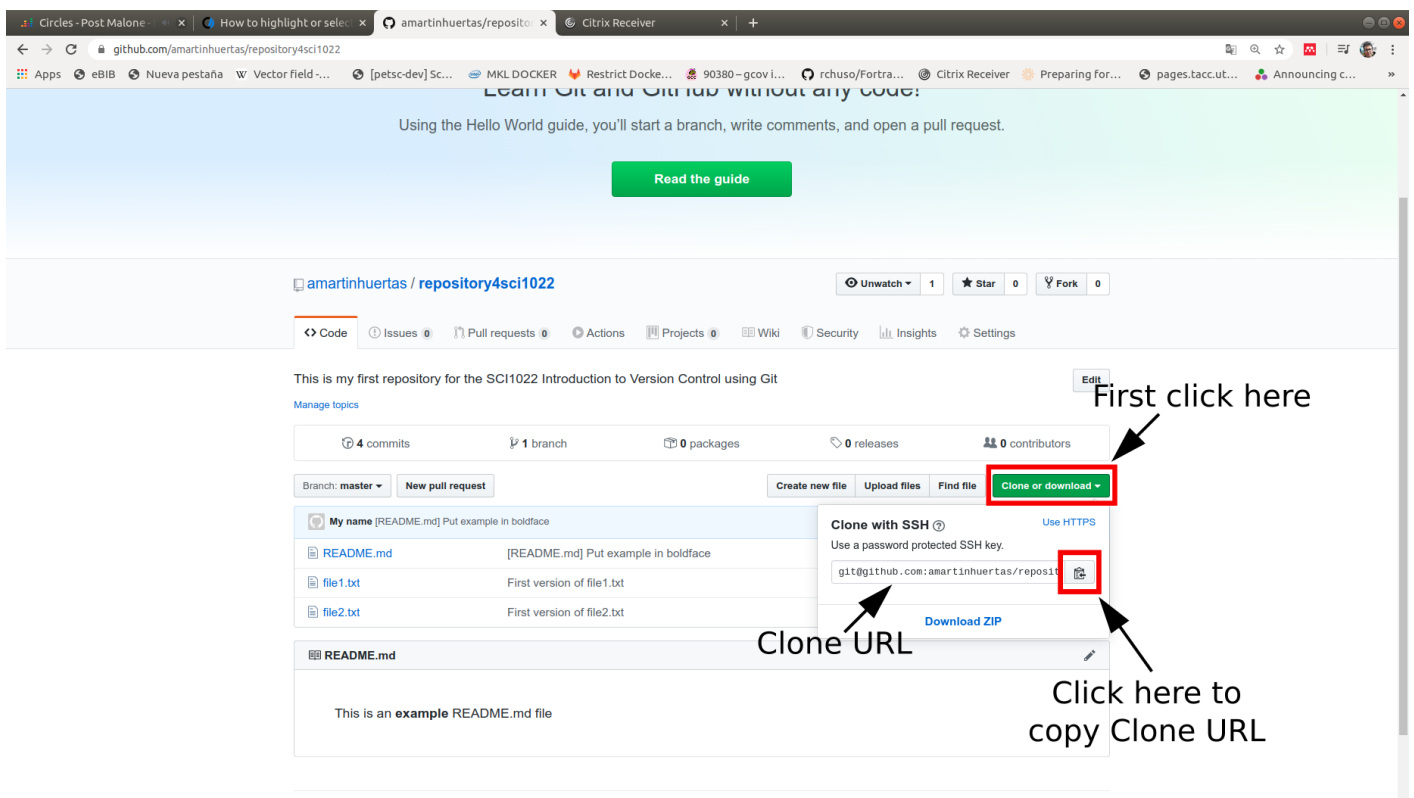 Circles - Post Malone -
How to highlight or selec
amartinhuertas/repositor
Citrix Receiver
github.com/amartinhuertas/repository4sci1022
Apps eBIB Nueva pestaña W Vector field -... [petsc-dev] Sc... MKL DOCKER Restrict Docke... 90380 – gcov i... rchuso/Fortra... Citrix Receiver Preparing for... pages.tacc.ut... Announcing c... »
Learn Git and GitHub without any code!
Using the Hello World guide, you'll start a branch, write comments, and open a pull request.
Read the guide
amartinhuertas / repository4sci1022
Unwatch 1 Star 0 Fork 0
Code Issues 0 Pull requests 0 Actions Projects 0 Wiki Security Insights Settings
This is my first repository for the SCI1022 Introduction to Version Control using Git
Edit
First click here
Manage topics
4 commits 1 branch 0 packages 0 releases 0 contributors
Branch: master New pull request Create new file Upload files Find file Clone or download
My name [README.md] Put example in boldface
README.md [README.md] Put example in boldface
file1.txt First version of file1.txt
file2.txt First version of file2.txt
Clone with SSH Use HTTPS
Use a password protected SSH key.
git@github.com:amartinhuertas/reposit
Download ZIP
Clone URL
README.md
This is an example README.md file
Click here to
copy Clone URL